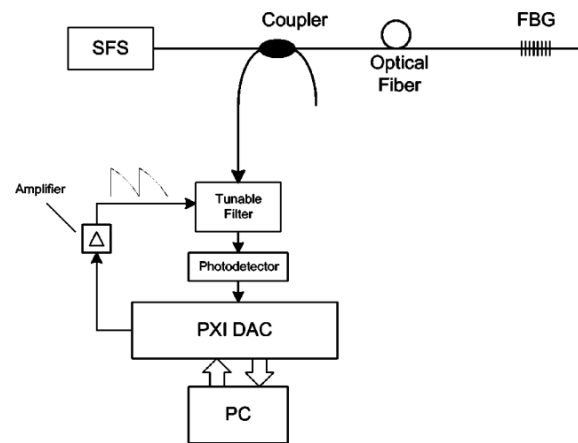 Coupler
FBG
SFS
Optical
Fiber
Amplifier
Tunable
Filter
Photodetector
PXI DAC
PC